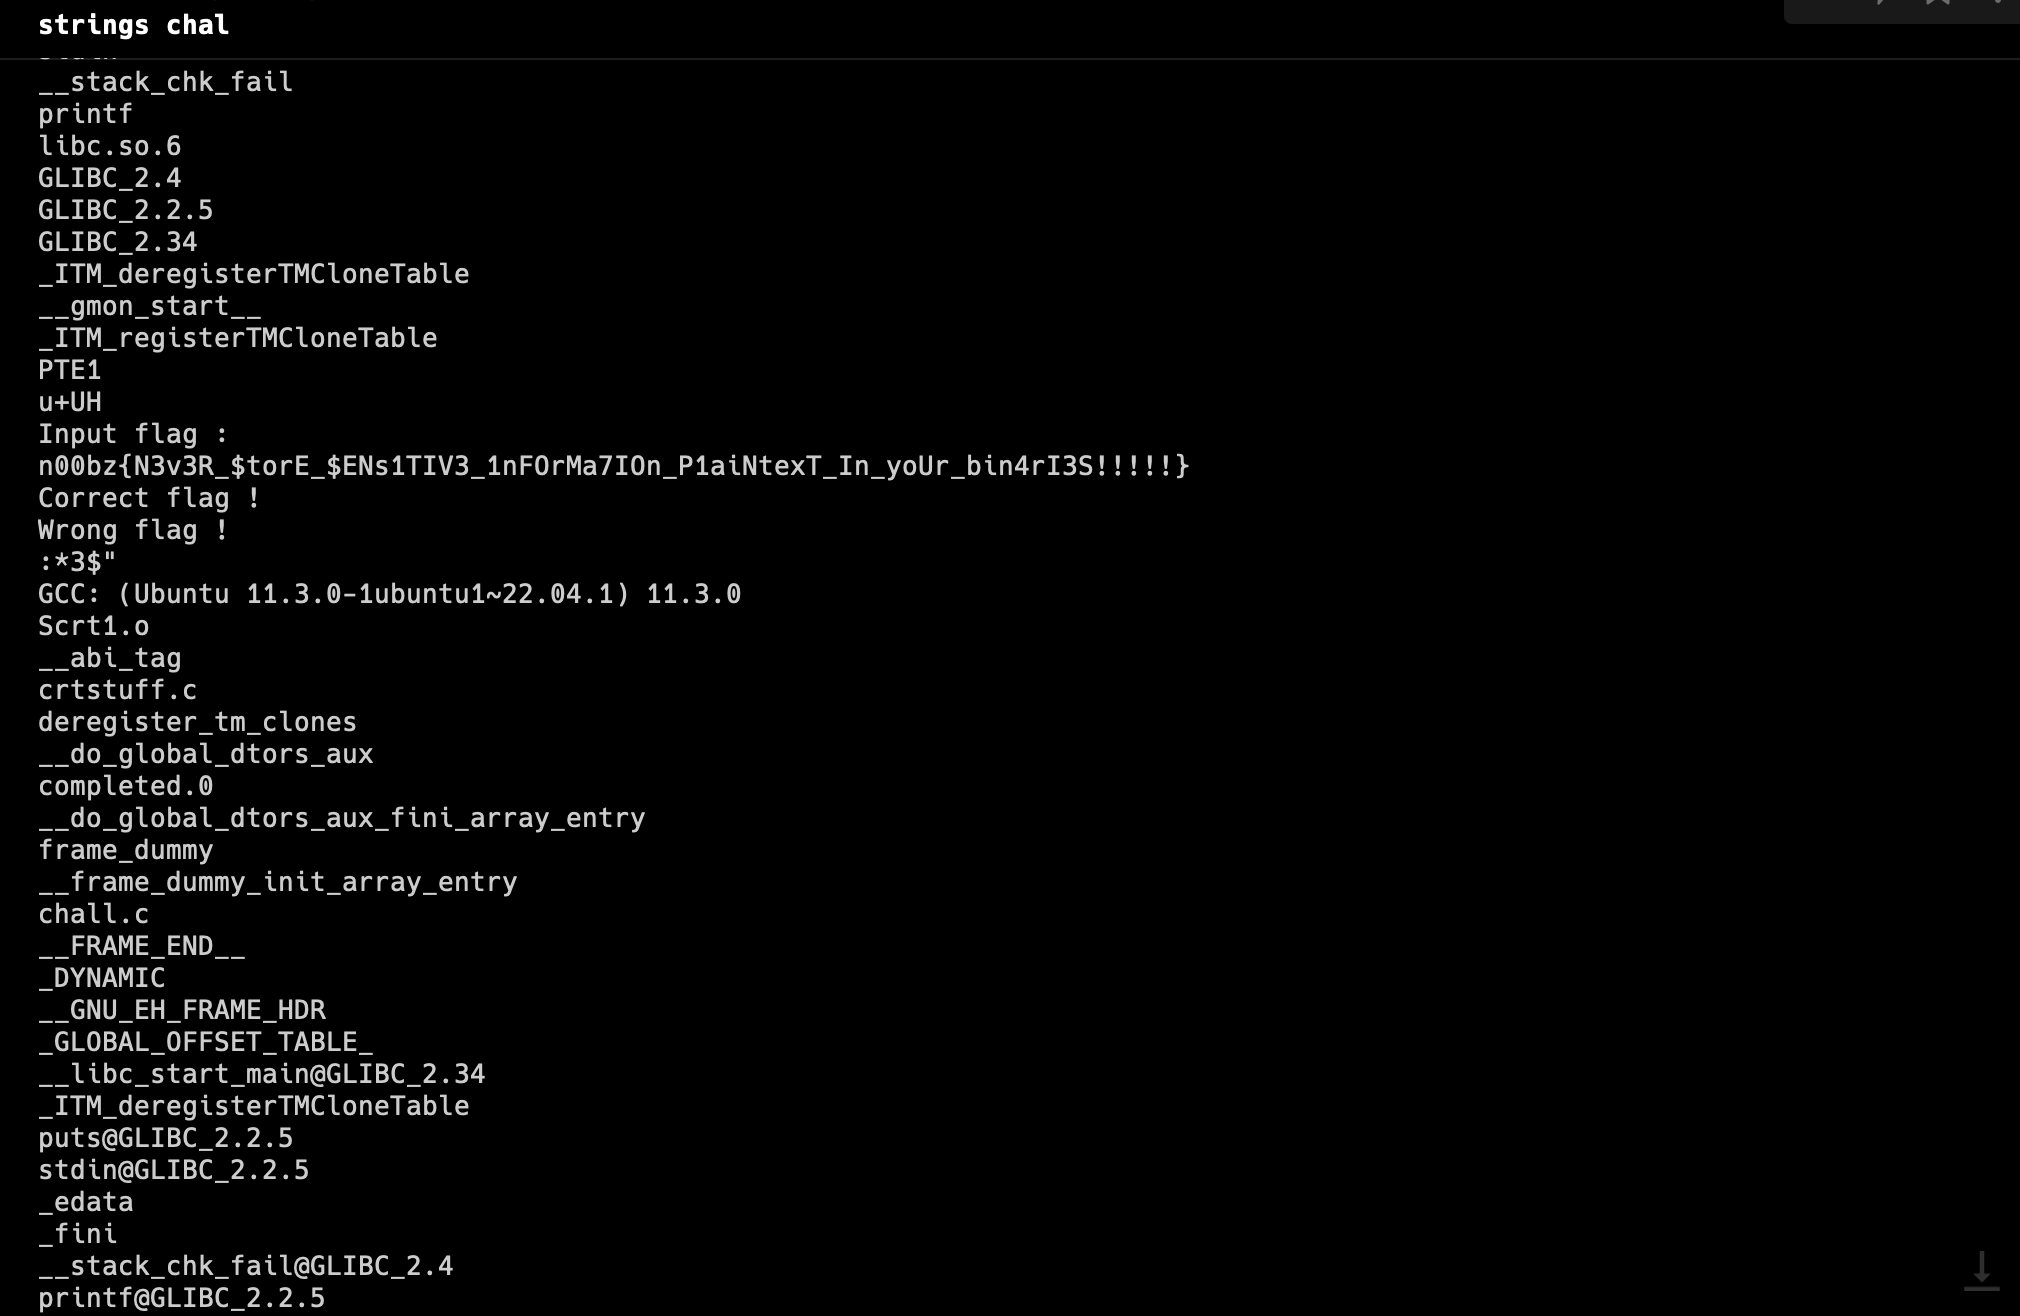 strings chal
__stack_chk_fail
printf
libc.so.6
GLIBC_2.4
GLIBC_2.2.5
GLIBC_2.34
_ITM_deregisterTMCloneTable
__gmon_start__
_ITM_registerTMCloneTable
PTE1
u+UH
Input flag :
n00bz{N3v3R_$torE_$ENs1TIV3_1nFOrMa7IOn_P1aiNtexT_In_yoUr_bin4rI3S!!!!!}
Correct flag !
Wrong flag !
:*3$"
GCC: (Ubuntu 11.3.0-1ubuntu1~22.04.1) 11.3.0
Scrt1.o
__abi_tag
crtstuff.c
deregister_tm_clones
__do_global_dtors_aux
completed.0
__do_global_dtors_aux_fini_array_entry
frame_dummy
__frame_dummy_init_array_entry
chall.c
__FRAME_END__
_DYNAMIC
__GNU_EH_FRAME_HDR
_GLOBAL_OFFSET_TABLE_
__libc_start_main@GLIBC_2.34
_ITM_deregisterTMCloneTable
puts@GLIBC_2.2.5
stdin@GLIBC_2.2.5
_edata
_fini
__stack_chk_fail@GLIBC_2.4
printf@GLIBC_2.2.5